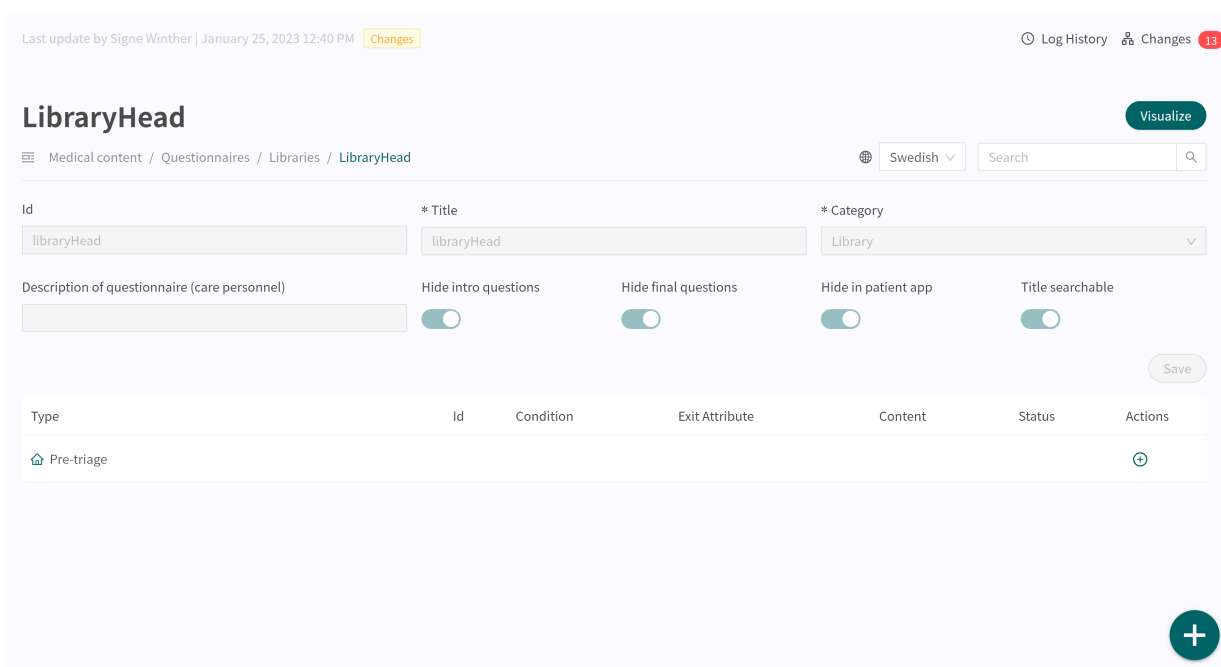 Last update by Signe Winther | January 25, 2023 12:40 PM Changes Log History Changes 13
LibraryHead Visualize
Medical content / Questionnaires / Libraries / LibraryHead Swedish Search
Id * Title * Category
libraryHead libraryHead Library
Description of questionnaire (care personnel) Hide intro questions Hide final questions Hide in patient app Title searchable
Save
Type Id Condition Exit Attribute Content Status Actions
Pre-triage